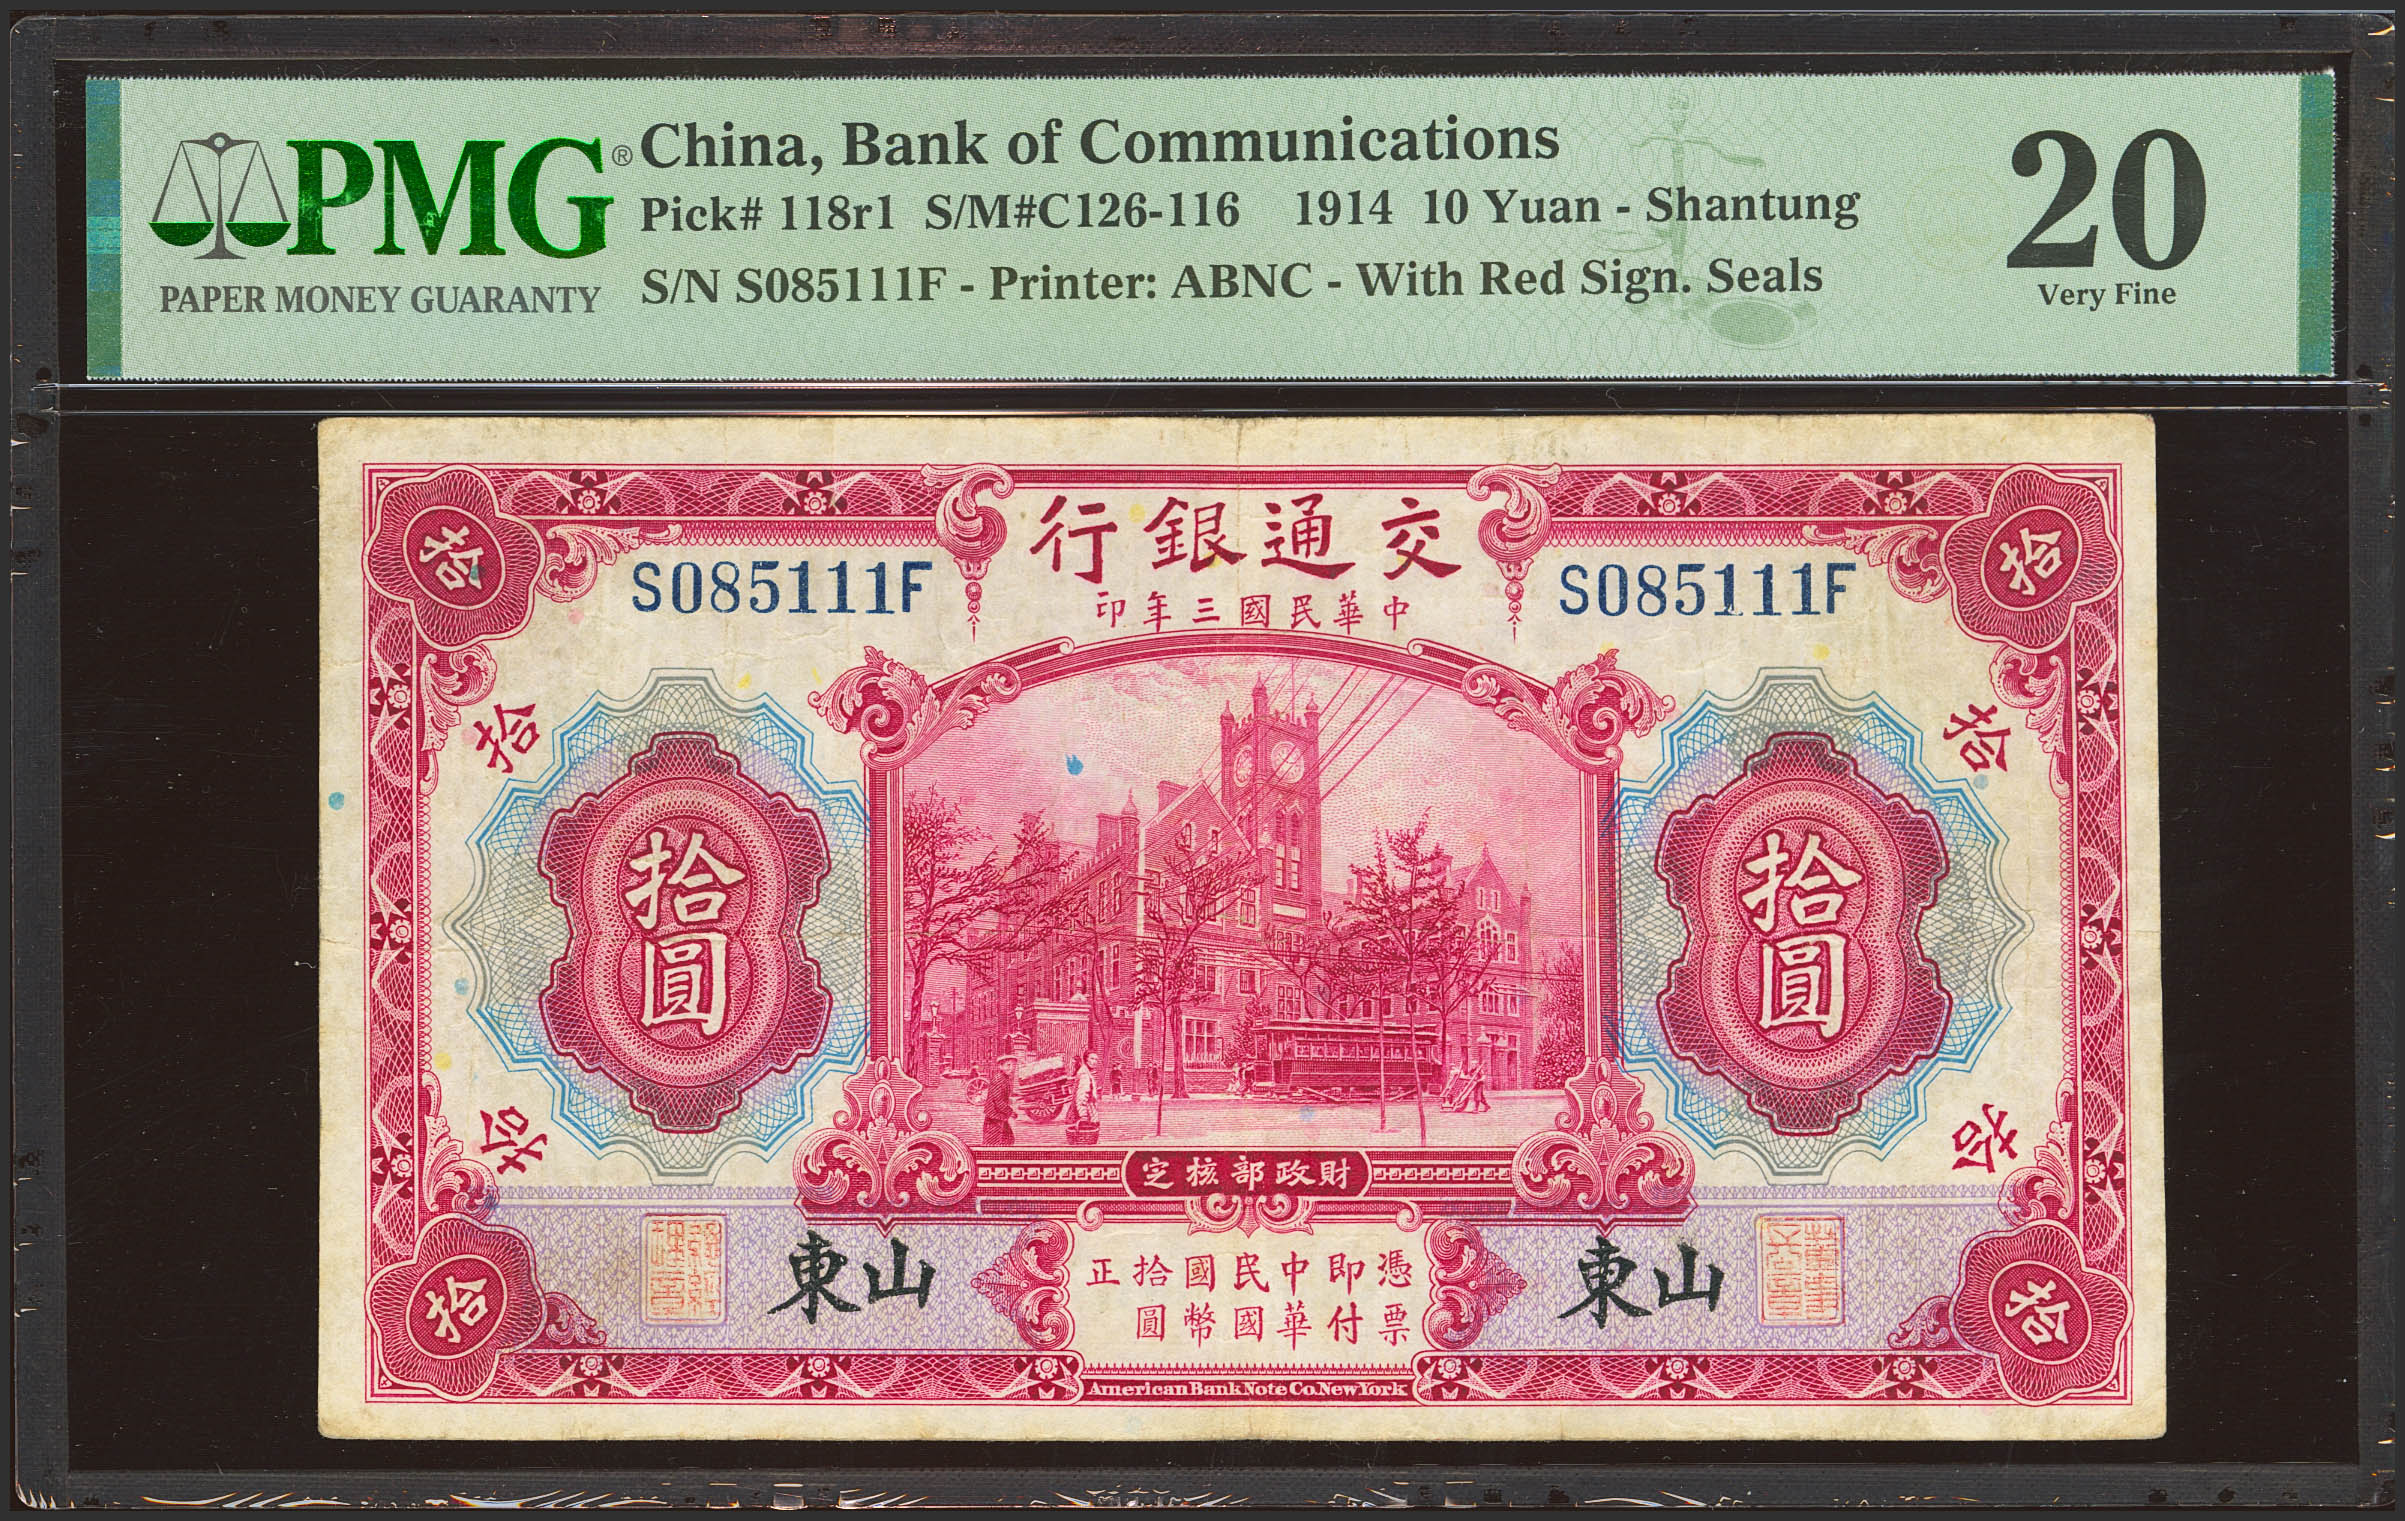 PMG®
PAPER MONEY GUARANTY
China, Bank of Communications
Pick# 118r1 S/M#C126-116 1914 10 Yuan - Shantung
S/N S085111F - Printer: ABNC - With Red Sign. Seals
20
Very Fine
拾
行銀通交
拾
S085111F
印年三國民華中
S085111F
拾
拾
拾圓
拾圓
拾
拾
定核部政財
東山
正拾國民中即憑
圓幣國華付票
東山
拾
拾
American Bank Note Co. New York